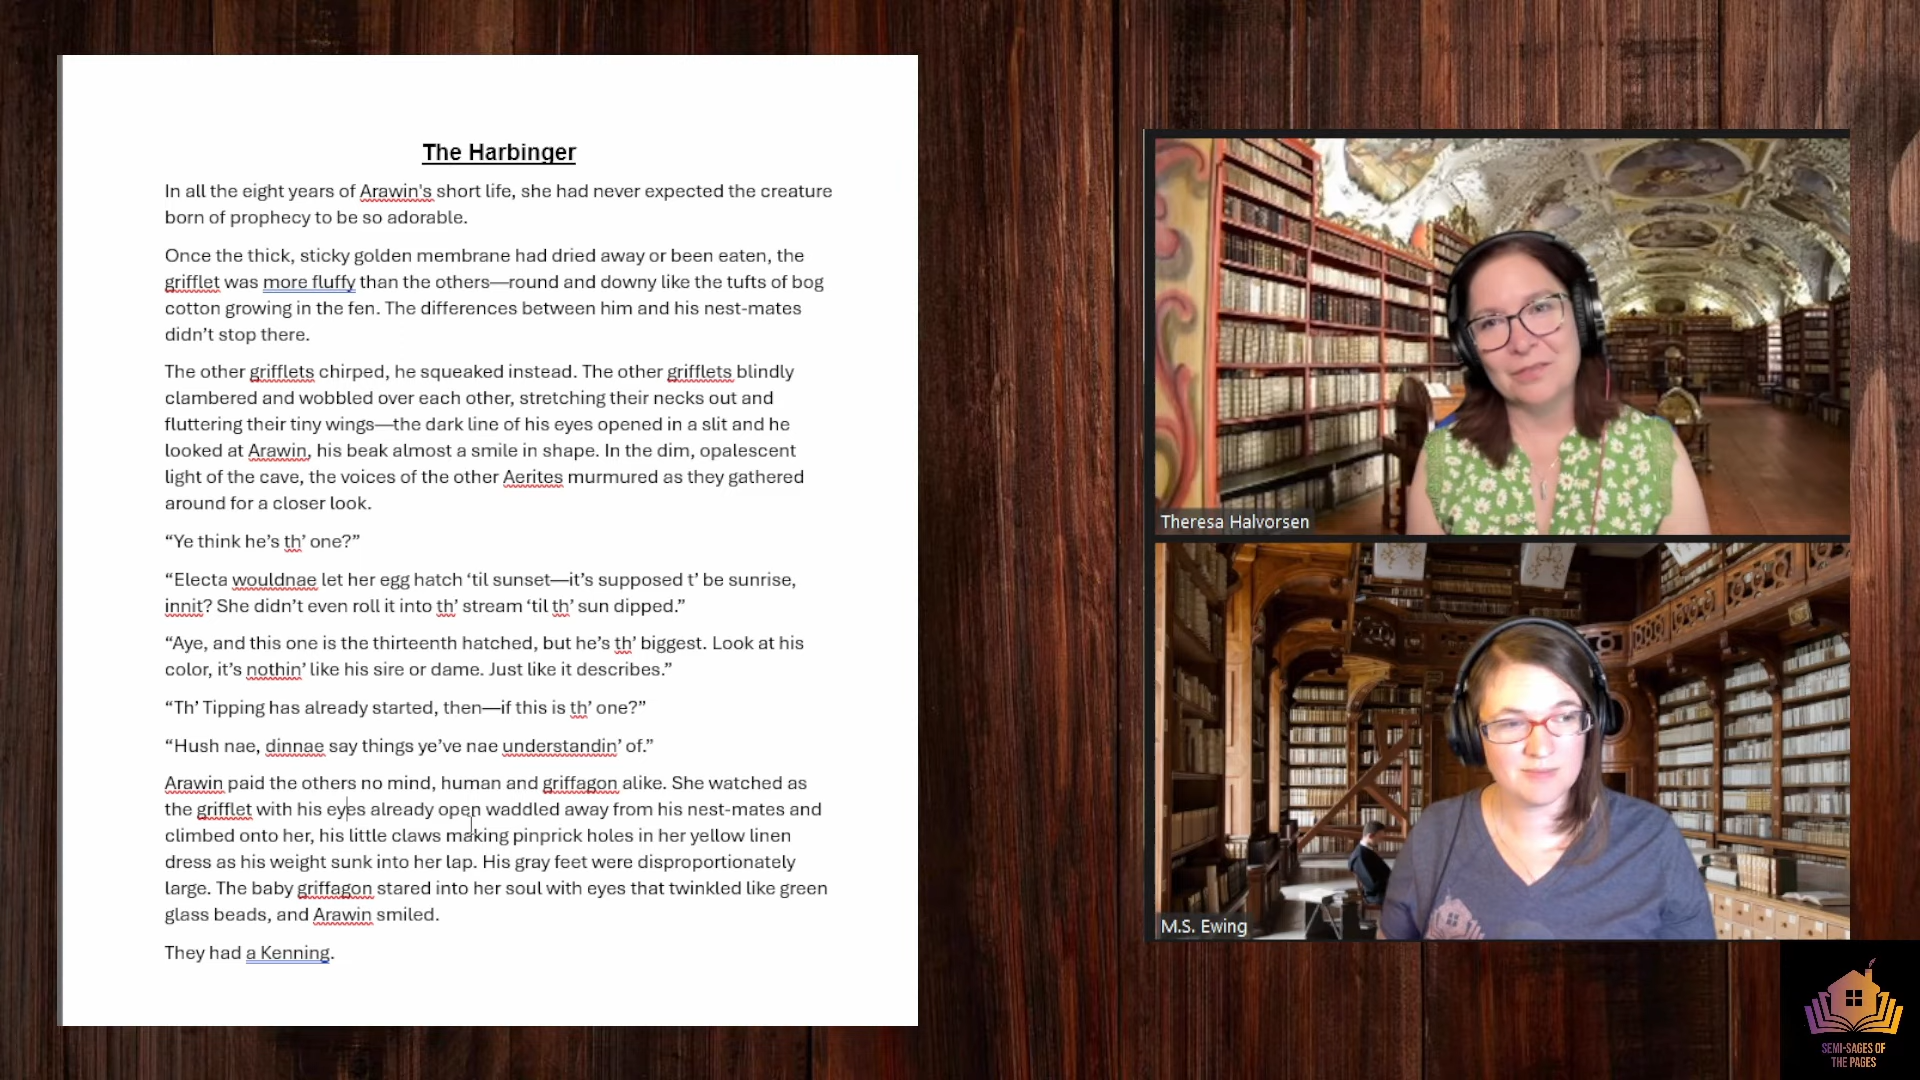 The Harbinger
In all the eight years of Arawin's short life, she had never expected the creature
born of prophecy to be so adorable.
Once the thick, sticky golden membrane had dried away or been eaten, the
grifflet was more fluffy than the others—round and downy like the tufts of bog
cotton growing in the fen. The differences between him and his nest-mates
didn’t stop there.
The other grifflets chirped, he squeaked instead. The other grifflets blindly
clambered and wobbled over each other, stretching their necks out and
fluttering their tiny wings—the dark line of his eyes opened in a slit and he
looked at Arawin, his beak almost a smile in shape. In the dim, opalescent
light of the cave, the voices of the other Aerites murmured as they gathered
around for a closer look.
“Ye think he’s th’ one?”
“Electa wouldnae let her egg hatch ‘til sunset—it’s supposed t’ be sunrise,
innit? She didn’t even roll it into th’ stream ‘til th’ sun dipped.”
“Aye, and this one is the thirteenth hatched, but he’s th’ biggest. Look at his
color, it’s nothin’ like his sire or dame. Just like it describes.”
“Th’ Tipping has already started, then—if this is th’ one?”
“Hush nae, dinnae say things ye’ve nae understandin’ of.”
Arawin paid the others no mind, human and griffagon alike. She watched as
the grifflet with his eyes already open waddled away from his nest-mates and
climbed onto her, his little claws making pinprick holes in her yellow linen
dress as his weight sunk into her lap. His gray feet were disproportionately
large. The baby griffagon stared into her soul with eyes that twinkled like green
glass beads, and Arawin smiled.
They had a Kenning.
Theresa Halvorsen
M.S. Ewing
SEMI-SAGES OF
THE PAGES